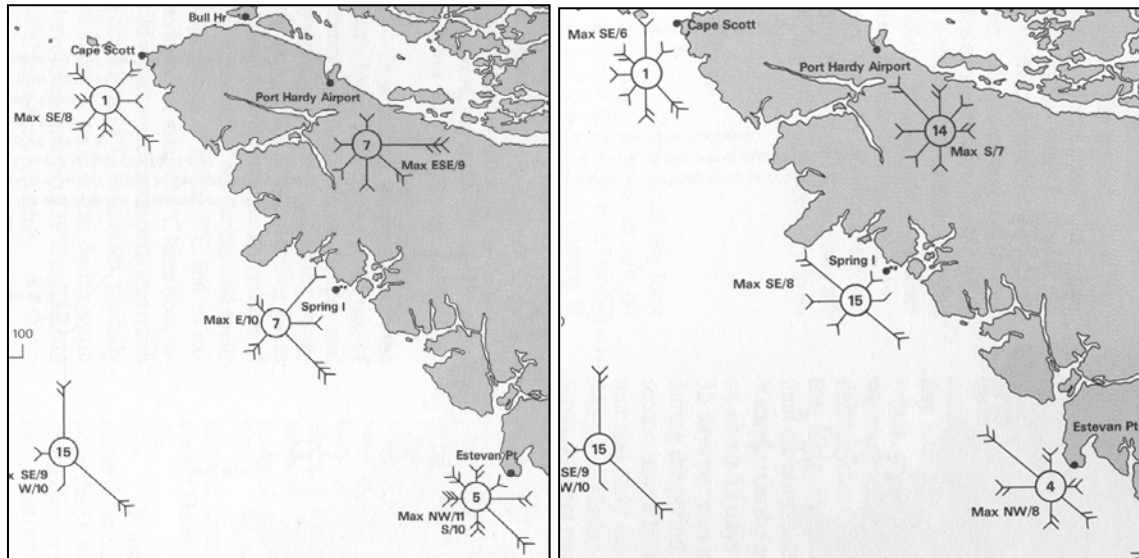 Bull Hr
Cape Scott
1
Port Hardy Airport
Max SE/8
7
Max ESE/9
Spring I
Max E/10
7
100
15
x SE/9
W/10
Estevan Pt
5
Max NW/11
S/10
Cape Scott
Max SE/6
1
Port Hardy Airport
14
Max S/7
Spring I
Max SE/8
15
15
SE/9
W/10
Estevan Pt
4
Max NW/8